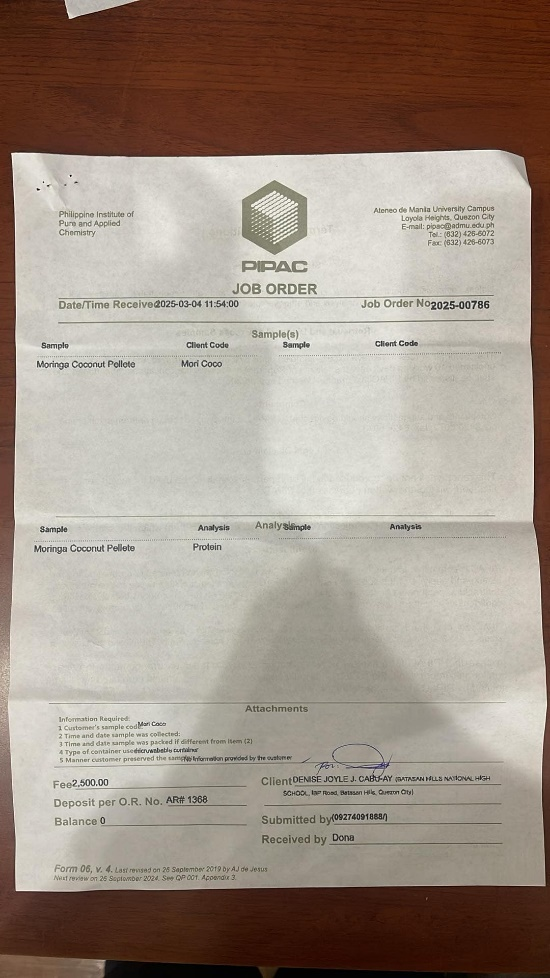 Philippine Institute of
Pure and Applied
Chemistry
PIPAC
Ateneo de Manila University Campus
Loyola Heights, Quezon City
E-mail: pipac@admu.edu.ph
Tel.: (632) 426-6072
Fax: (632) 426-6073
JOB ORDER
Date/Time Received 2025-03-04 11:54:00
Job Order No 2025-00786
Sample(s)
Sample Client Code Sample Client Code
Moringa Coconut Pellete Mori Coco
Analysis
Sample Analysis Sample Analysis
Moringa Coconut Pellete Protein
Attachments
Information Required:
1 Customer's sample code Mori Coco
2 Time and date sample was collected:
3 Time and date sample was packed if different from item (2)
4 Type of container used
5 Manner customer preserved the sample No Information provided by the customer
for:
Fee 2,500.00
Client DENISE JOYLE J. CABU-AY (BATASAN HILLS NATIONAL HIGH
SCHOOL, IBP Road, Batasan Hills, Quezon City)
Deposit per O.R. No. AR# 1368
Submitted by (09274091888/)
Balance 0
Received by Dona
Form 06, v. 4. Last revised on 26 September 2019 by AJ de Jesus
Next review on 26 September 2024. See QP 001. Appendix 3.